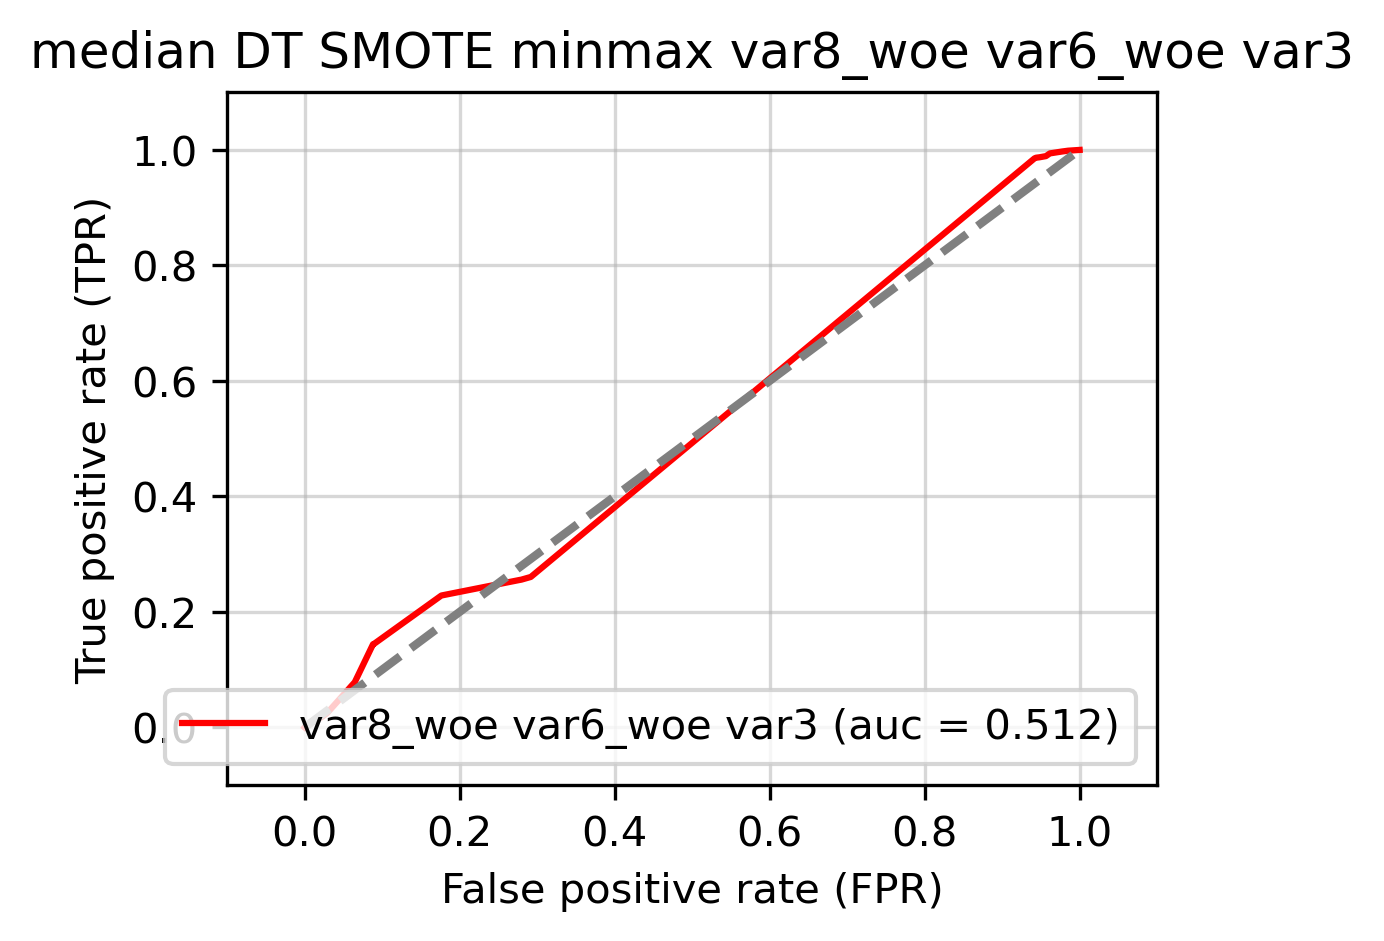 median DT SMOTE minmax var8_woe var6_woe var3
1.0
0.8
0.6
0.4
0.2
0.0
True positive rate (TPR)
var8_woe var6_woe var3 (auc = 0.512)
0.0 0.2 0.4 0.6 0.8 1.0
False positive rate (FPR)